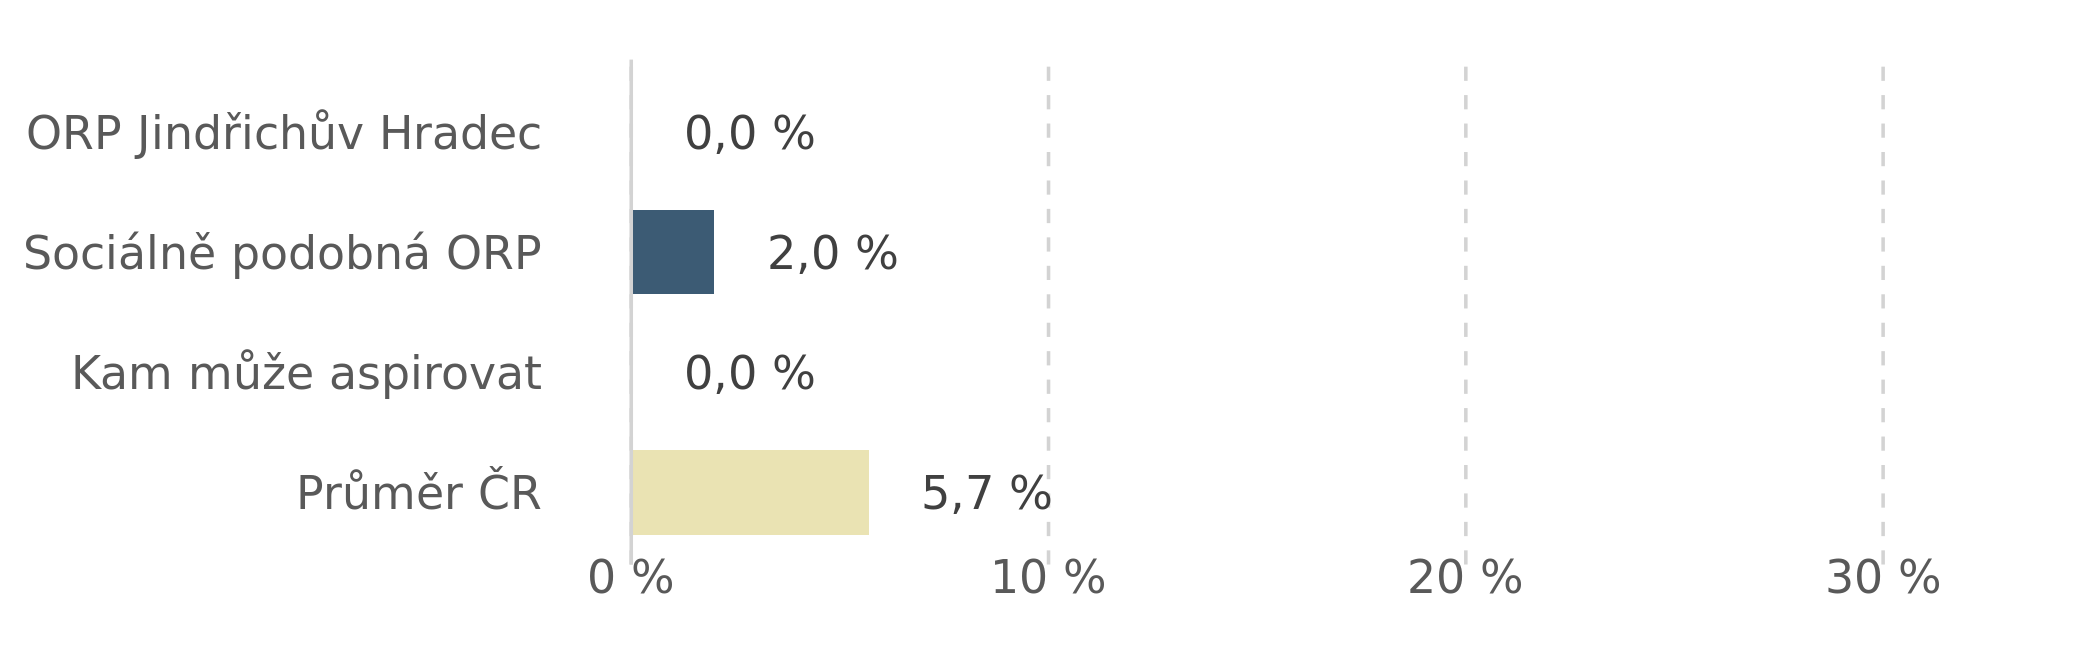 ORP Jindřichův Hradec 0,0 %
Sociálně podobná ORP 2,0 %
Kam může aspirovat 0,0 %
Průměr ČR 5,7 %
0 % 10 % 20 % 30 %